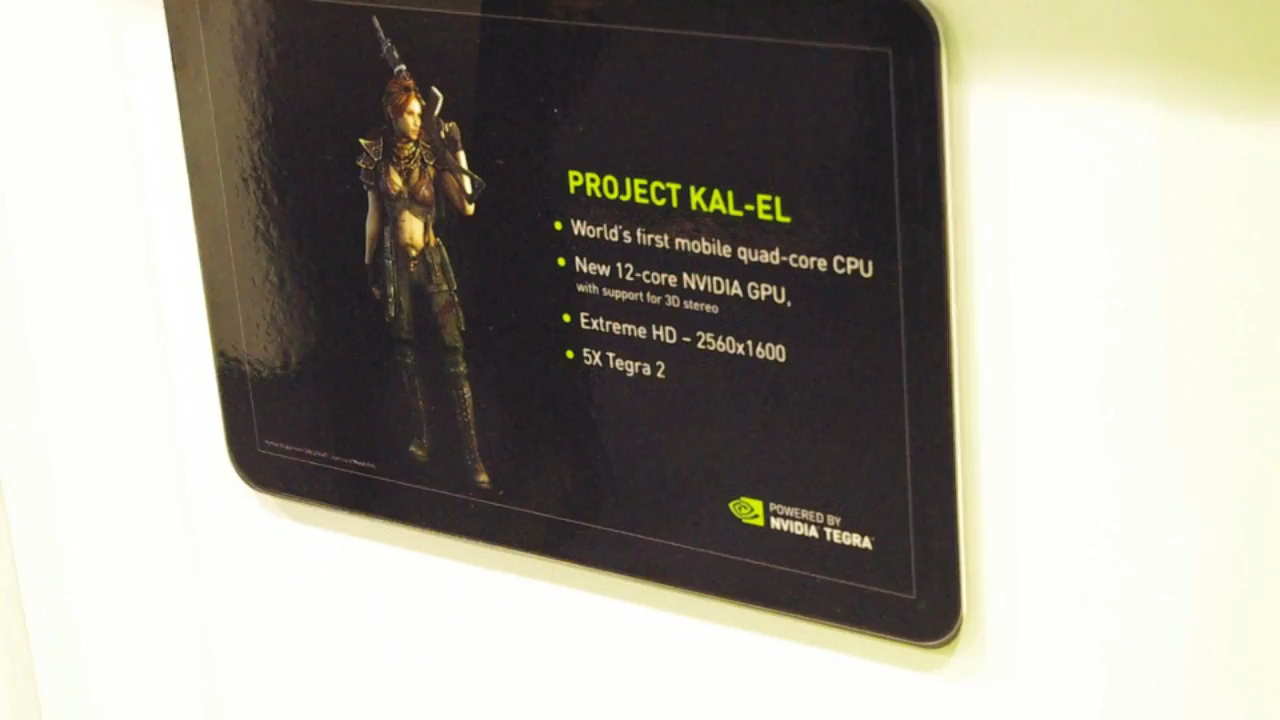 PROJECT KAL-EL
World's first mobile quad-core CPU
New 12-core NVIDIA GPU,
with support for 3D stereo
Extreme HD – 2560x1600
5X Tegra 2
POWERED BY
NVIDIA TEGRA